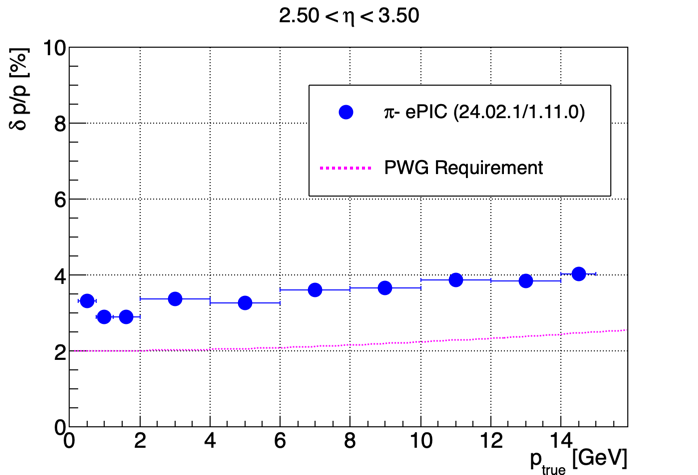 2.50 < η < 3.50
δ p/p [%]
10
8
6
4
2
0
π- ePIC (24.02.1/1.11.0)
PWG Requirement
0 2 4 6 8 10 12 14
p_true [GeV]